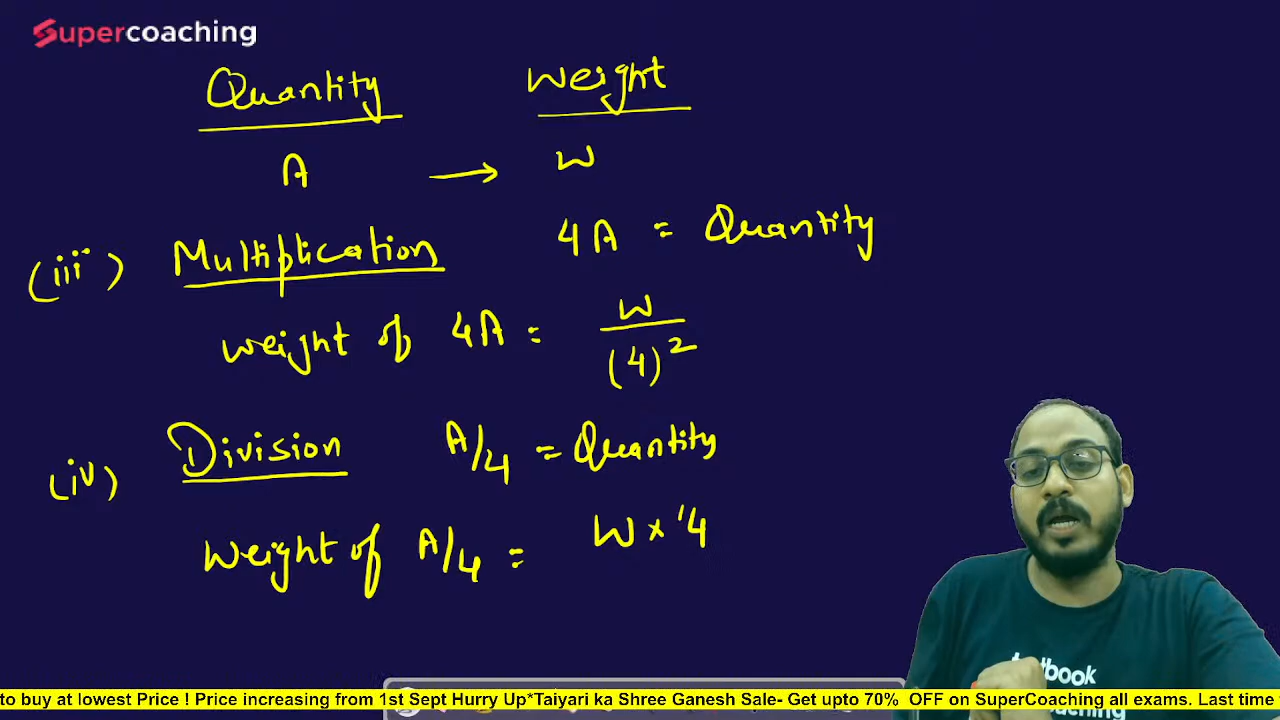 Supercoaching
Quantity Weight
A → W
(iii) Multiplication 4A = Quantity
Weight of 4A = W/(4)²
(iv) Division A/4 = Quantity
Weight of A/4 = W × '4
to buy at lowest Price ! Price increasing from 1st Sept Hurry Up*Taiyari ka Shree Ganesh Sale- Get upto 70% OFF on SuperCoaching all exams. Last time